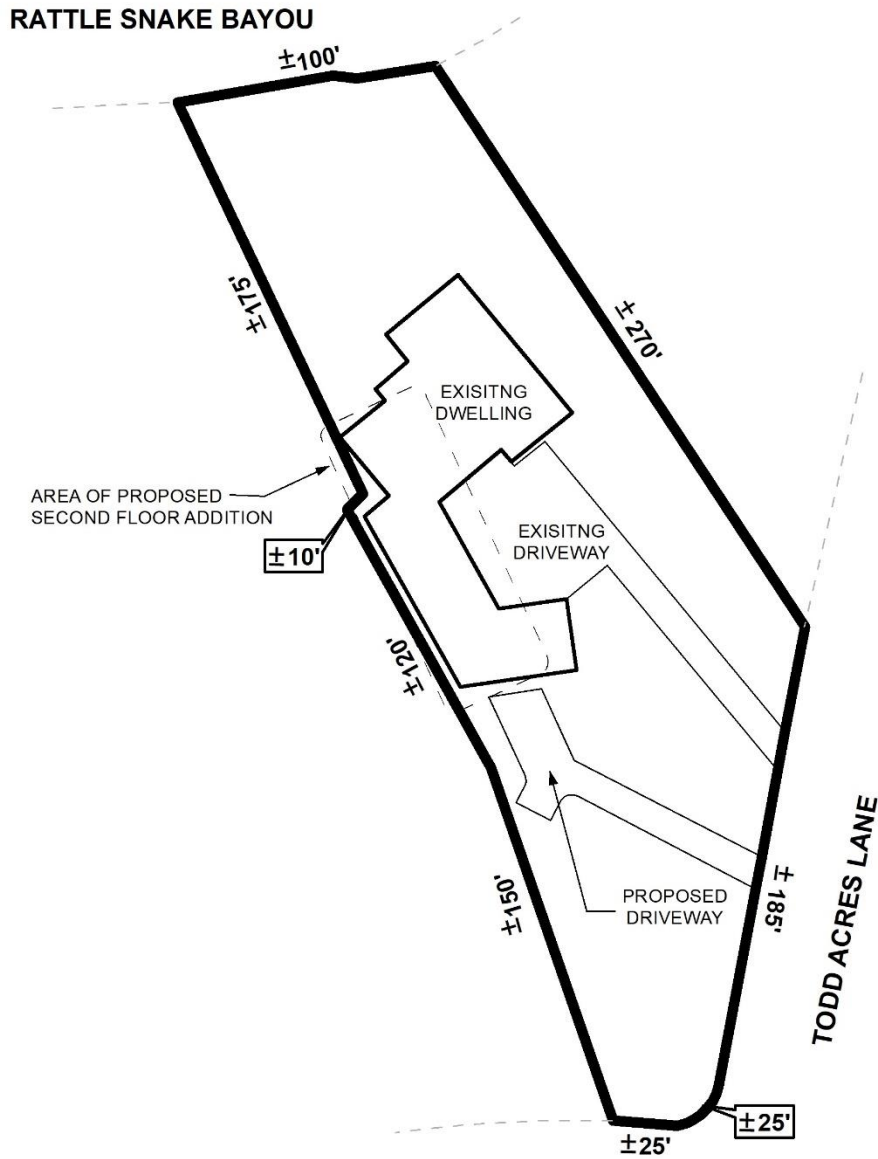 RATTLE SNAKE BAYOU
±100'
±175'
± 270'
EXISITNG
DWELLING
AREA OF PROPOSED
SECOND FLOOR ADDITION
±10'
EXISITNG
DRIVEWAY
±120'
±150'
PROPOSED
DRIVEWAY
± 185'
TODD ACRES LANE
±25'
±25'